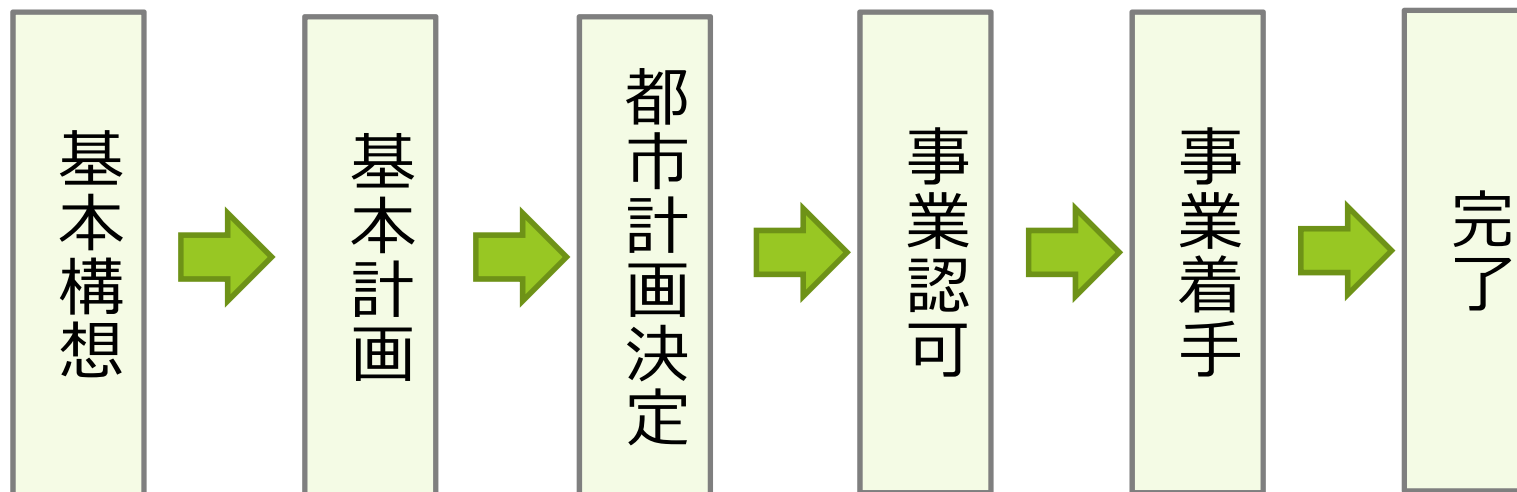 基本構想
基本計画
都市計画決定
事業認可
事業着手
完了